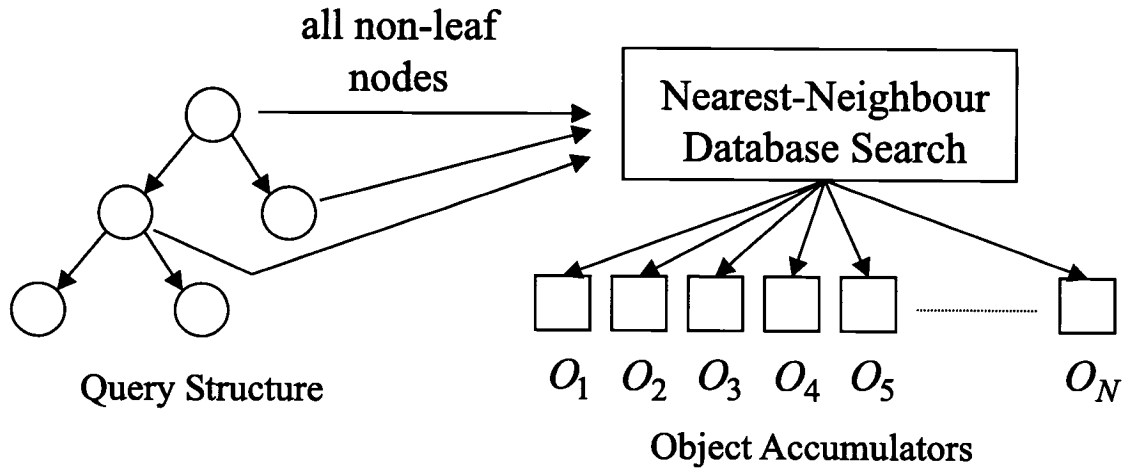 all non-leaf
nodes
Nearest-Neighbour
Database Search
Query Structure
O1 O2 O3 O4 O5 ON
Object Accumulators